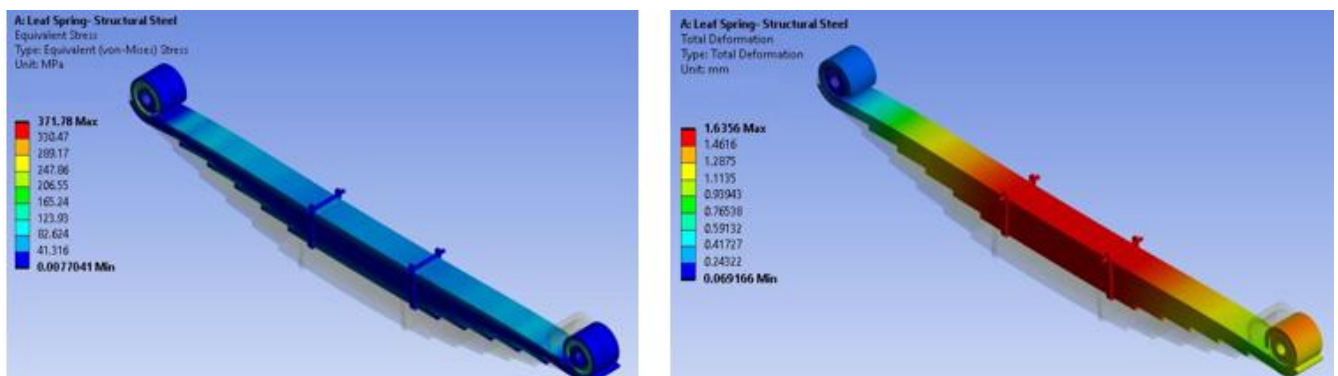 A: Leaf Spring- Structural Steel
Equivalent Stress
Type: Equivalent (von-Mises) Stress
Unit: MPa
371.78 Max
330.47
289.17
247.86
206.55
165.24
123.93
82.624
41.316
0.0077041 Min
A: Leaf Spring- Structural Steel
Total Deformation
Type: Total Deformation
Unit: mm
1.6356 Max
1.4616
1.2875
1.1135
0.93943
0.76538
0.59132
0.41727
0.24322
0.069166 Min